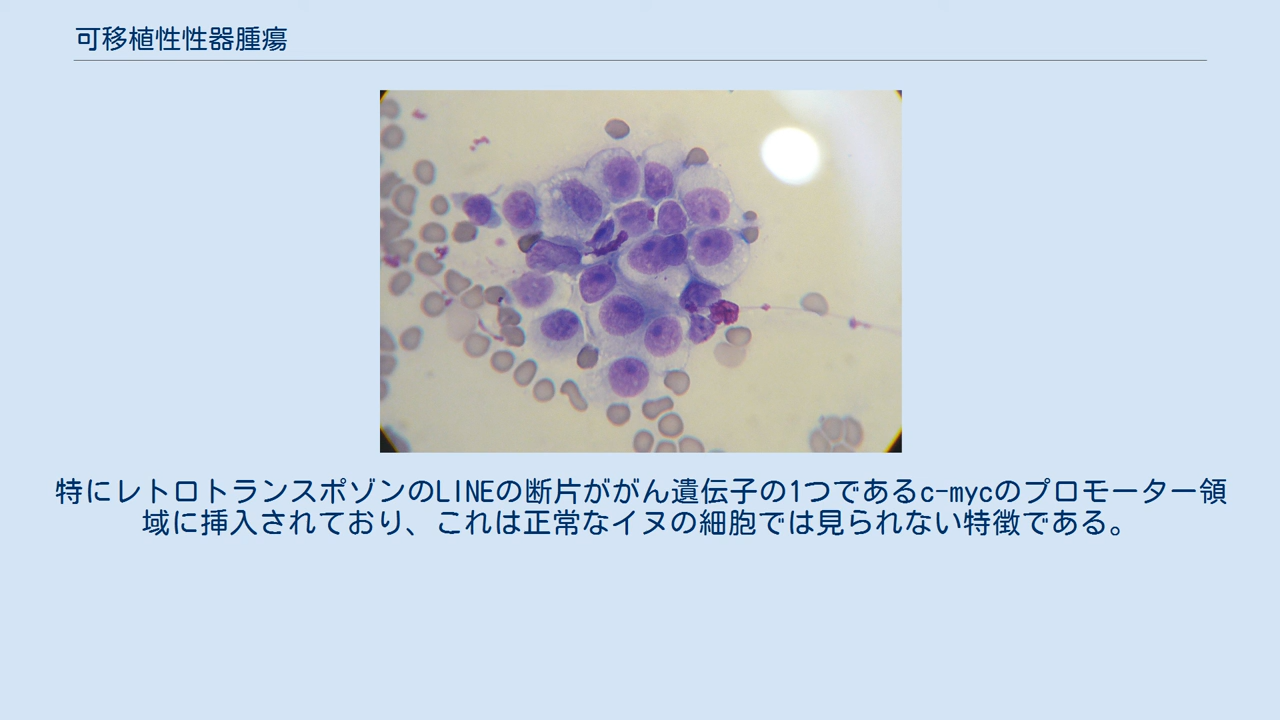 可移植性性器腫瘍
特にレトロトランスポゾンのLINEの断片ががん遺伝子の1つであるc-mycのプロモーター領
域に挿入されており、これは正常なイヌの細胞では見られない特徴である。